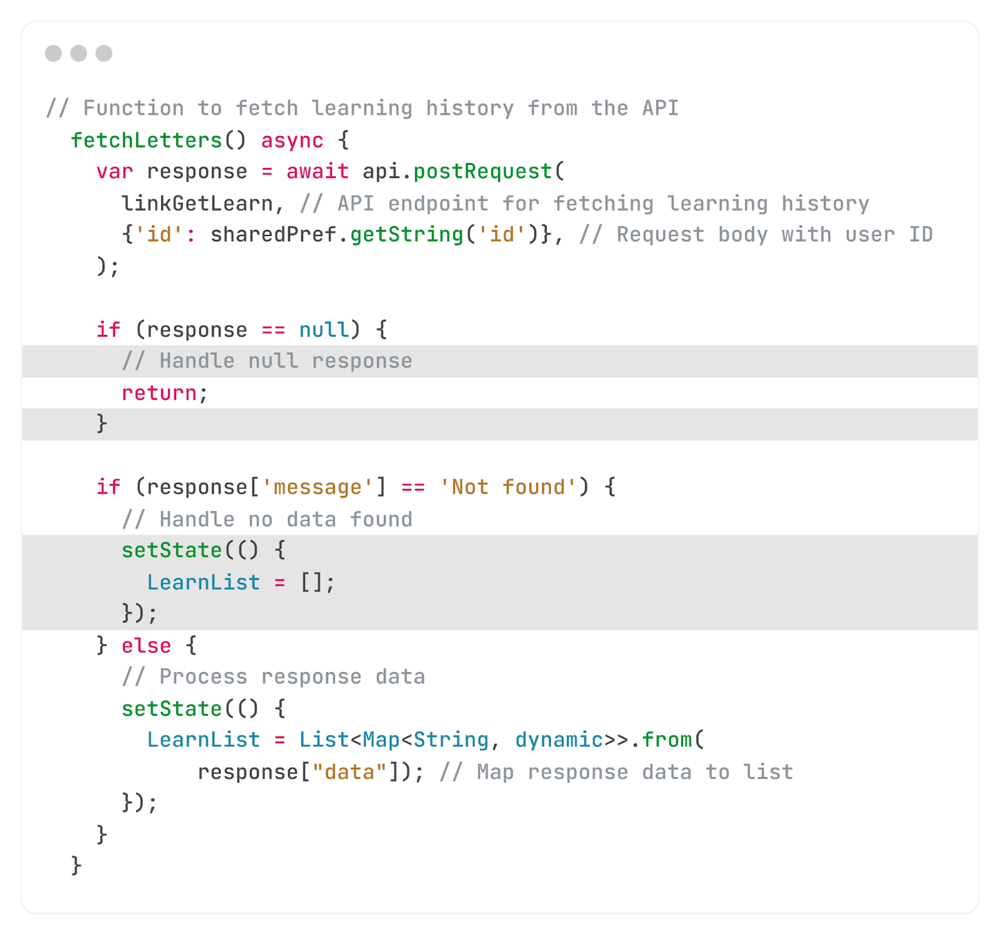 // Function to fetch learning history from the API
fetchLetters() async {
var response = await api.postRequest(
linkGetLearn, // API endpoint for fetching learning history
{'id': sharedPref.getString('id')}, // Request body with user ID
);
if (response == null) {
// Handle null response
return;
}
if (response['message'] == 'Not found') {
// Handle no data found
setState(() {
LearnList = [];
});
} else {
// Process response data
setState(() {
LearnList = List<Map<String, dynamic>>.from(
response["data"]); // Map response data to list
});
}
}